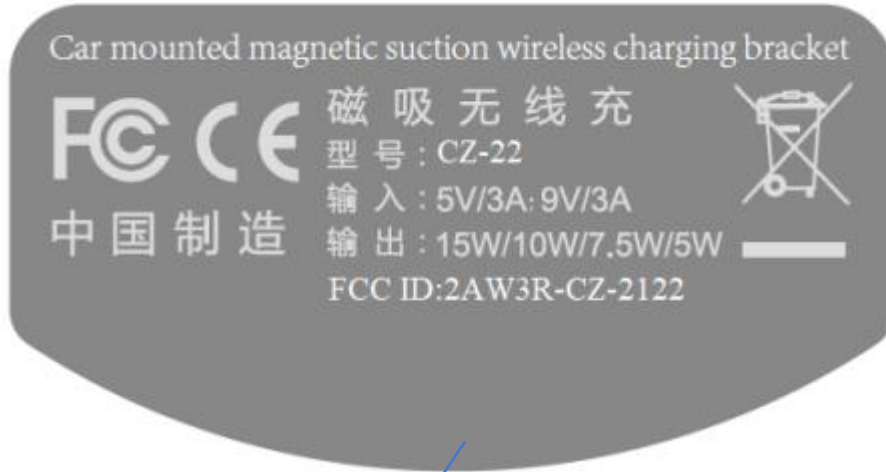 Car mounted magnetic suction wireless charging bracket
FC CE
磁吸无线充
型号:CZ-22
输入:5V/3A; 9V/3A
中国制造
输出:15W/10W/7.5W/5W
FCC ID:2AW3R-CZ-2122